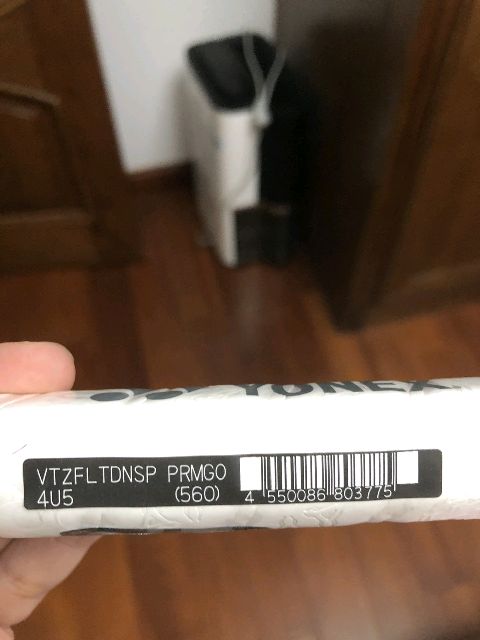 YONEX
VTZFLTDNSP PRMGO
4U5 (560)
4 550086 803775